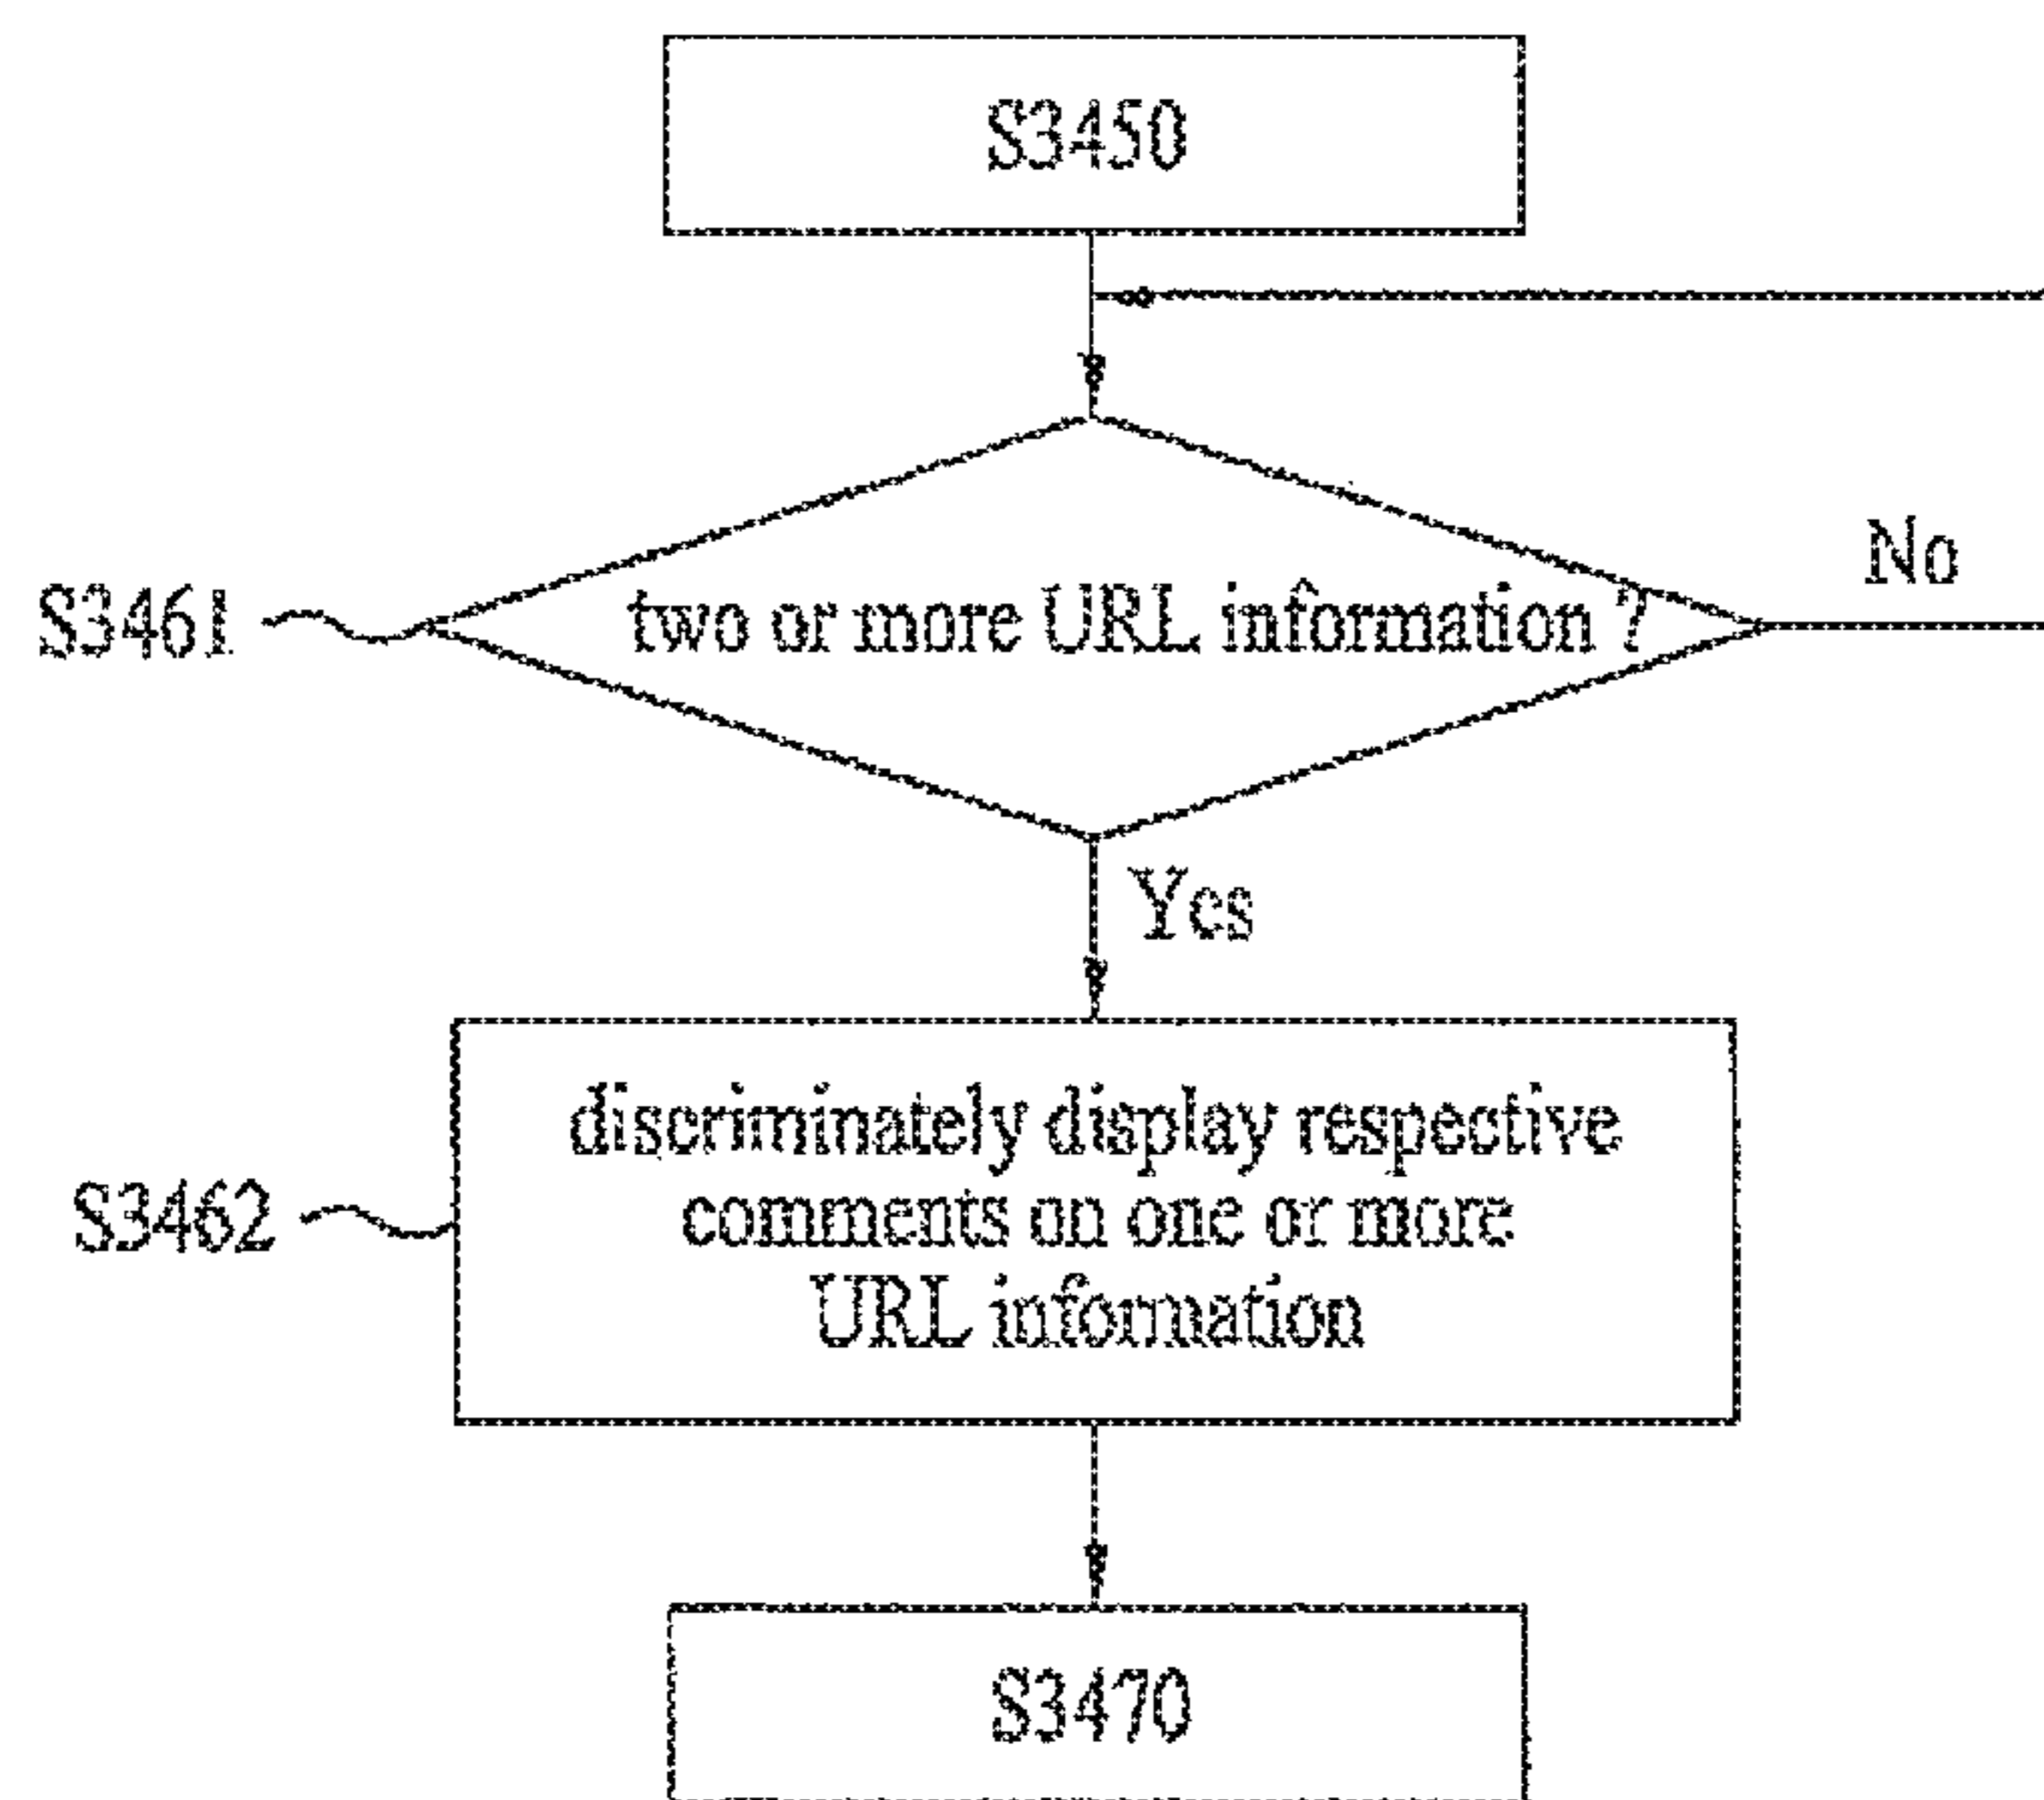 S3450
No
S3461
two or more URL information ?
Yes
discriminately display respective
S3462
comments on one or more
URL information
S3470